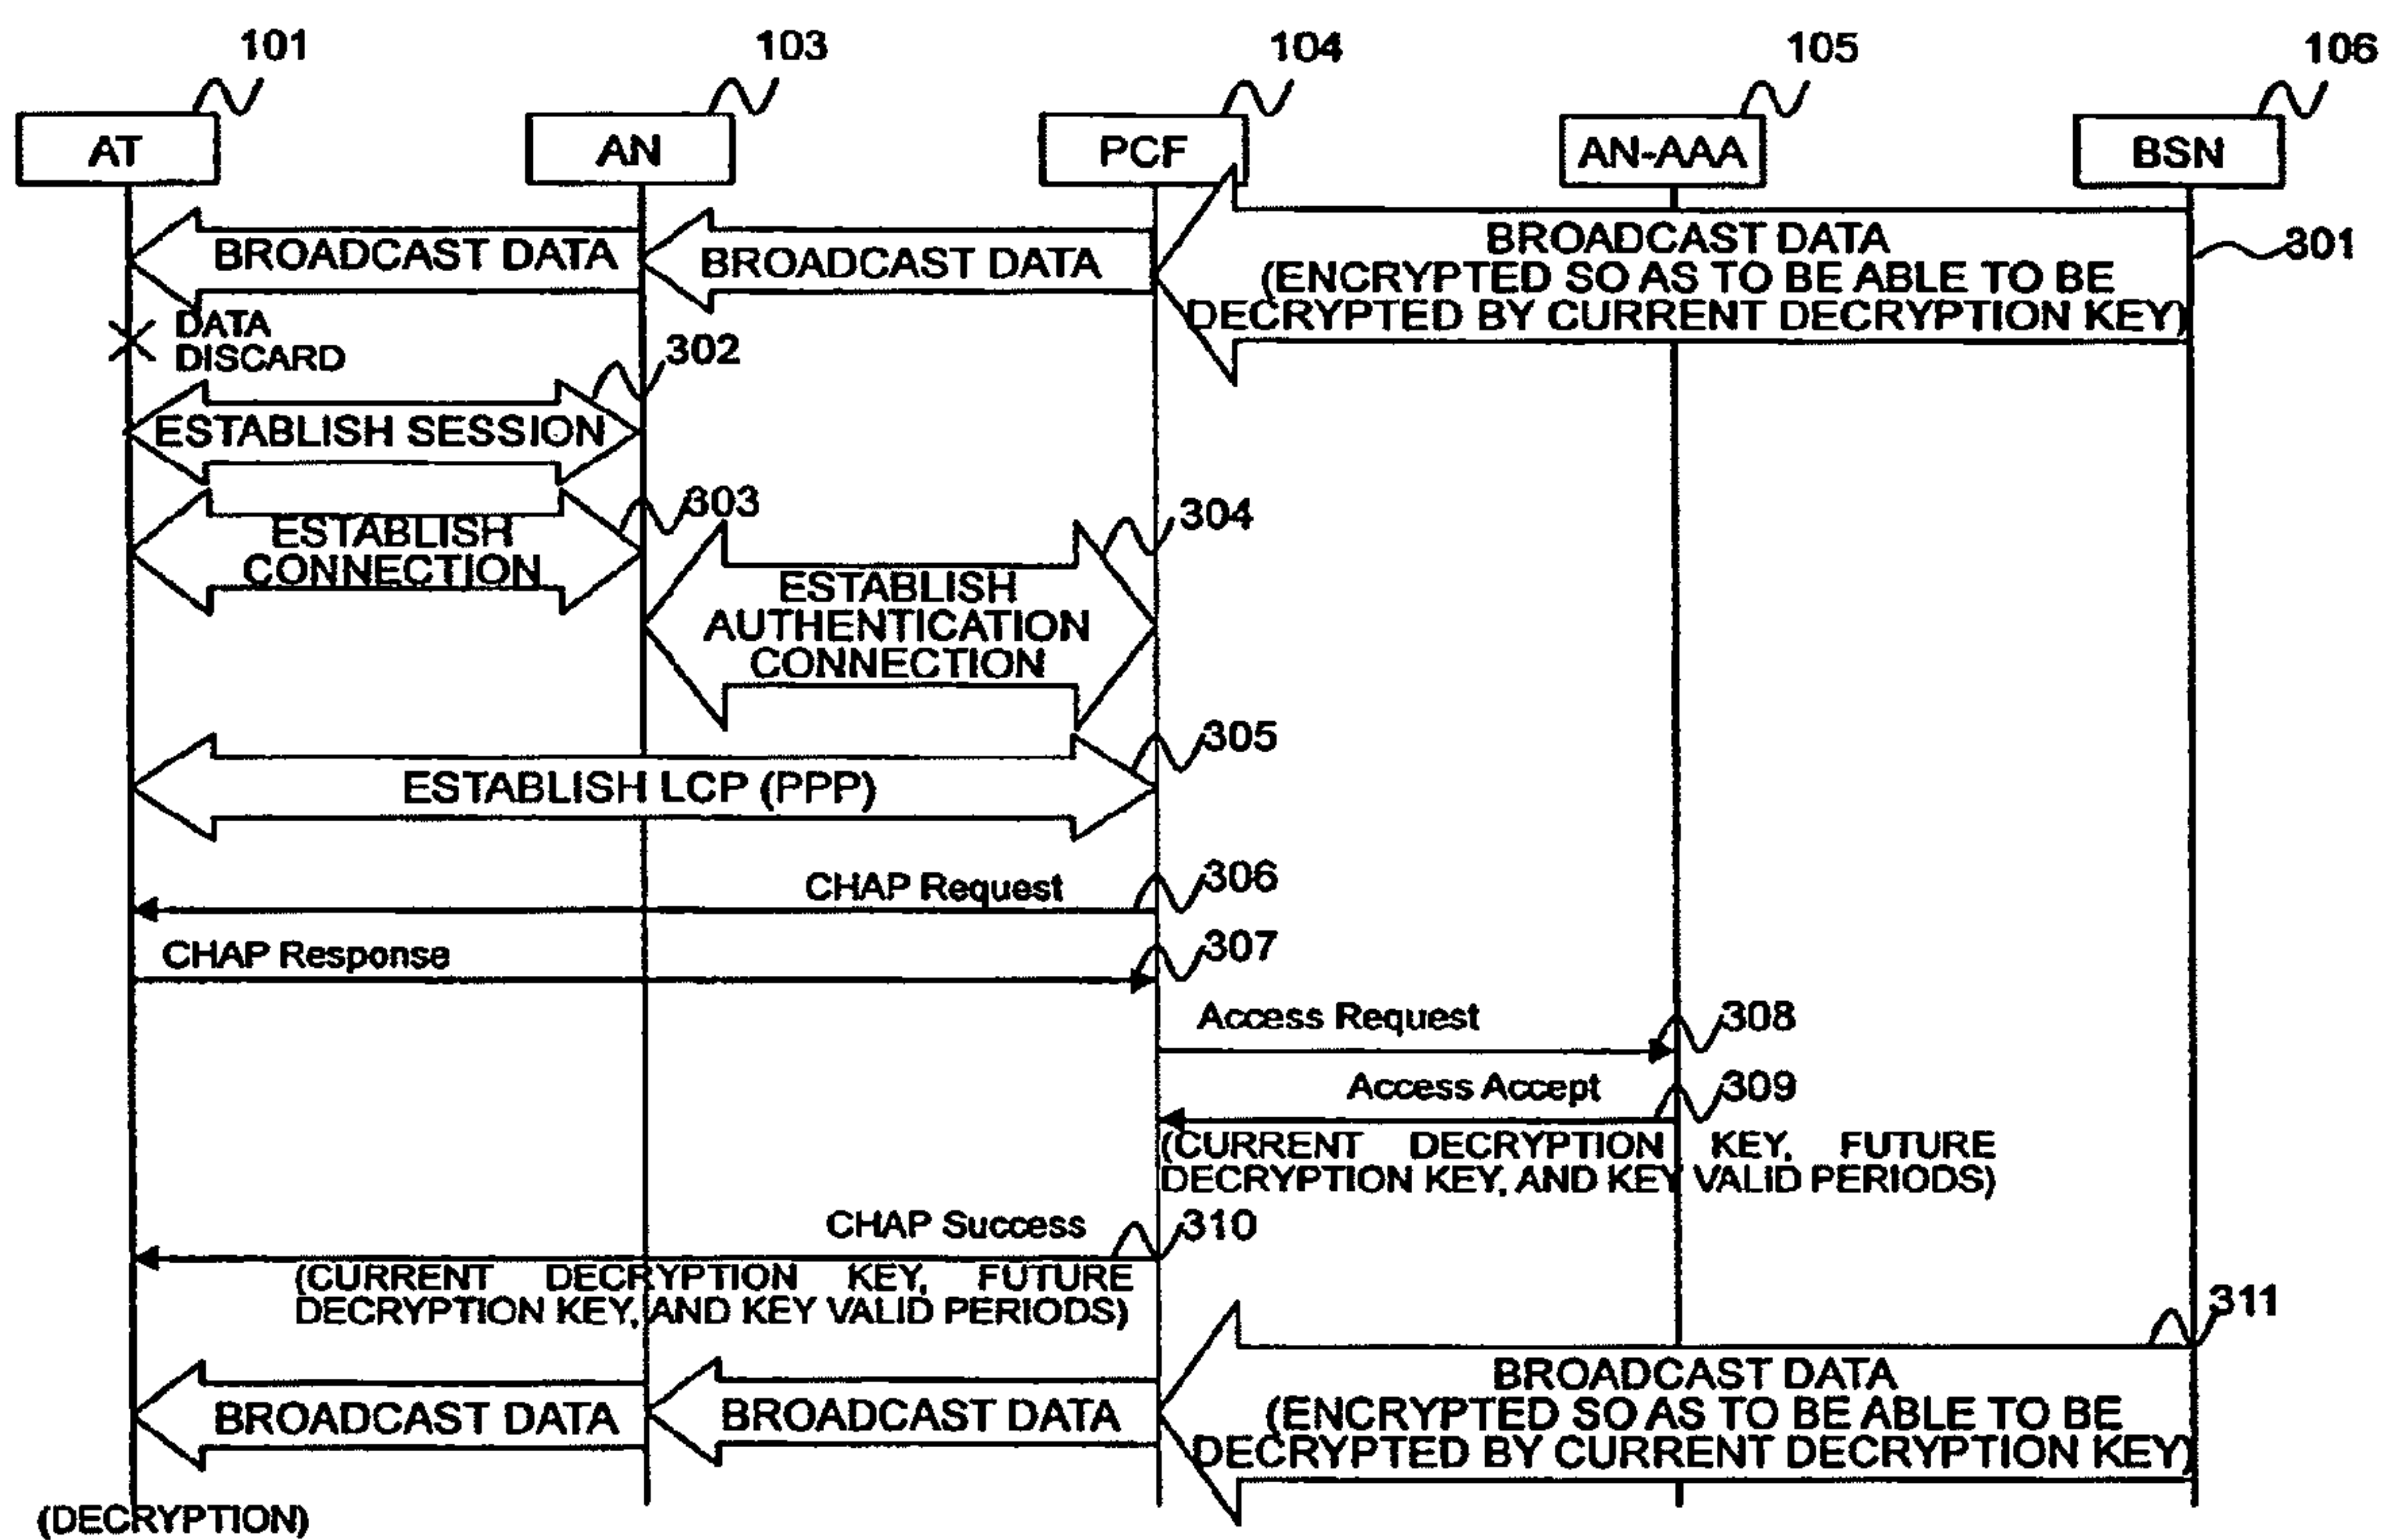 101
103
104
105
106
AT
AN
PCF
AN-AAA
BSN
BROADCAST DATA
BROADCAST DATA
BROADCAST DATA
(ENCRYPTED SO AS TO BE ABLE TO BE
DECRYPTED BY CURRENT DECRYPTION KEY)
301
DATA
DISCARD
302
ESTABLISH SESSION
303
ESTABLISH
CONNECTION
304
ESTABLISH
AUTHENTICATION
CONNECTION
305
ESTABLISH LCP (PPP)
CHAP Request
306
CHAP Response
307
Access Request
308
Access Accept
309
(CURRENT DECRYPTION KEY, FUTURE
DECRYPTION KEY, AND KEY VALID PERIODS)
CHAP Success
310
(CURRENT DECRYPTION KEY, FUTURE
DECRYPTION KEY, AND KEY VALID PERIODS)
311
BROADCAST DATA
BROADCAST DATA
BROADCAST DATA
(ENCRYPTED SO AS TO BE ABLE TO BE
DECRYPTED BY CURRENT DECRYPTION KEY)
(DECRYPTION)